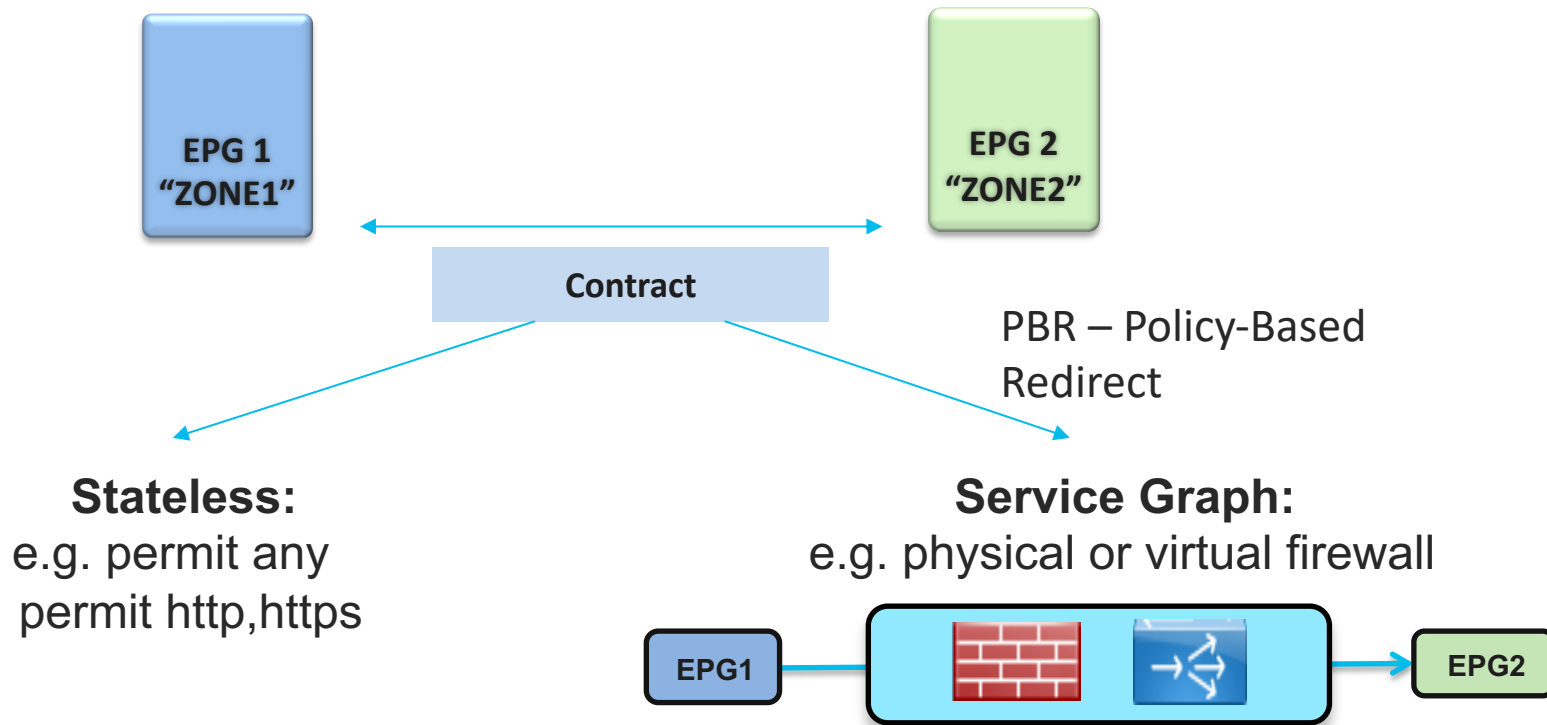 EPG 1
“ZONE1”
EPG 2
“ZONE2”
Contract
PBR – Policy-Based
Redirect
Stateless:
e.g. permit any
permit http,https
Service Graph:
e.g. physical or virtual firewall
EPG1
EPG2